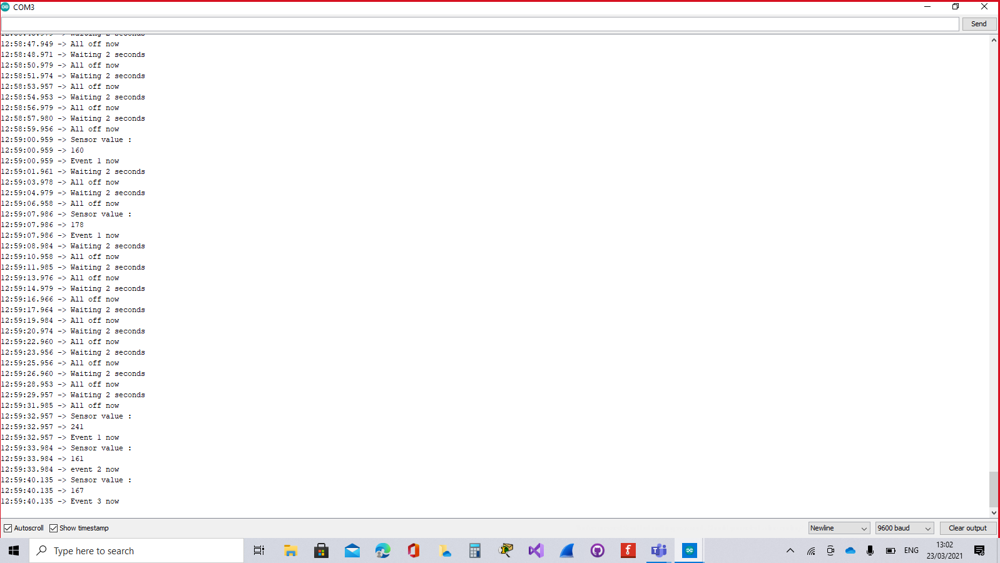 COM3
Send
12:58:47.949 -> All off now
12:58:48.971 -> Waiting 2 seconds
12:58:50.979 -> All off now
12:58:51.974 -> Waiting 2 seconds
12:58:53.957 -> All off now
12:58:54.953 -> Waiting 2 seconds
12:58:56.979 -> All off now
12:58:57.980 -> Waiting 2 seconds
12:58:59.956 -> All off now
12:59:00.959 -> Sensor value :
12:59:00.959 -> 160
12:59:00.959 -> Event 1 now
12:59:01.961 -> Waiting 2 seconds
12:59:03.978 -> All off now
12:59:04.979 -> Waiting 2 seconds
12:59:06.958 -> All off now
12:59:07.986 -> Sensor value :
12:59:07.986 -> 178
12:59:07.986 -> Event 1 now
12:59:08.984 -> Waiting 2 seconds
12:59:10.958 -> All off now
12:59:11.985 -> Waiting 2 seconds
12:59:13.976 -> All off now
12:59:14.979 -> Waiting 2 seconds
12:59:16.966 -> All off now
12:59:17.964 -> Waiting 2 seconds
12:59:19.984 -> All off now
12:59:20.974 -> Waiting 2 seconds
12:59:22.960 -> All off now
12:59:23.956 -> Waiting 2 seconds
12:59:25.956 -> All off now
12:59:26.960 -> Waiting 2 seconds
12:59:28.953 -> All off now
12:59:29.957 -> Waiting 2 seconds
12:59:31.985 -> All off now
12:59:32.957 -> Sensor value :
12:59:32.957 -> 241
12:59:32.957 -> Event 1 now
12:59:33.984 -> Sensor value :
12:59:33.984 -> 161
12:59:33.984 -> event 2 now
12:59:40.135 -> Sensor value :
12:59:40.135 -> 167
12:59:40.135 -> Event 3 now
Autoscroll Show timestamp Newline 9600 baud Clear output
Type here to search
ENG
13:02
23/03/2021